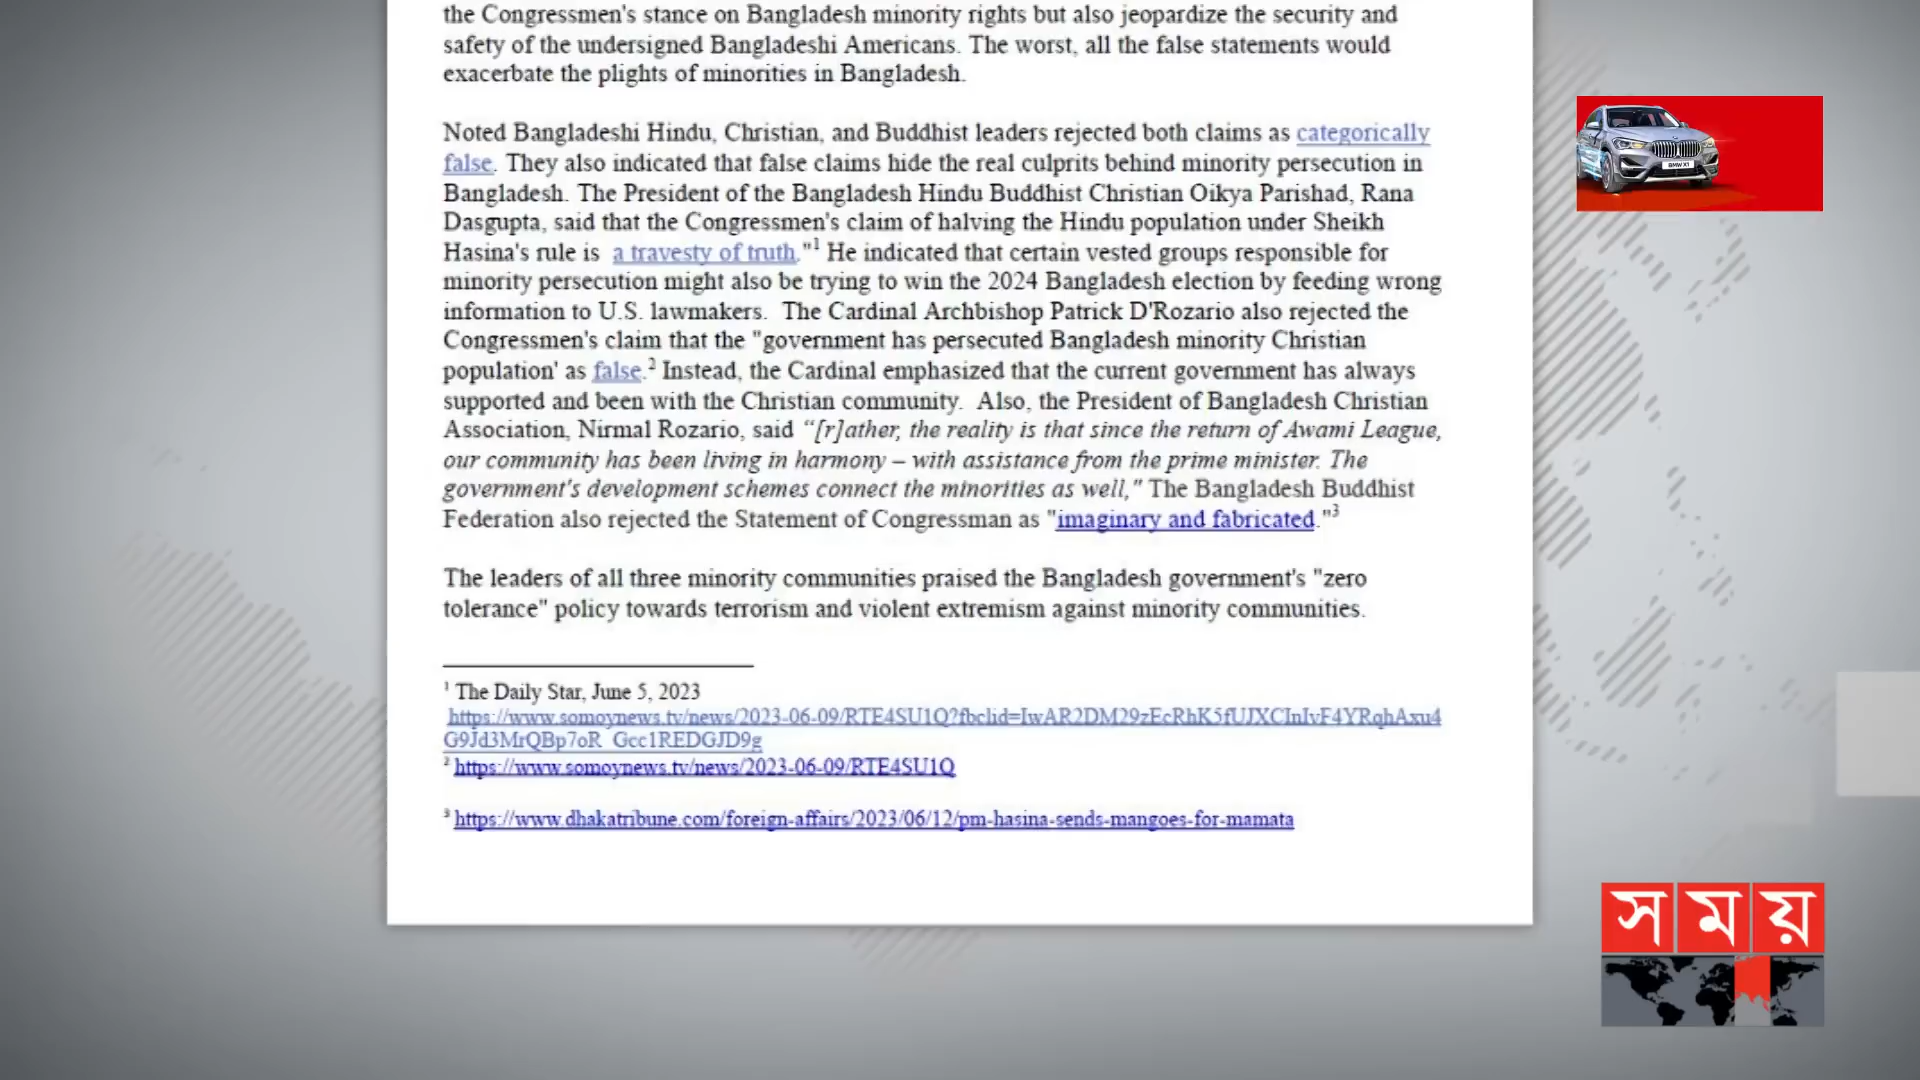 the Congressmen's stance on Bangladesh minority rights but also jeopardize the security and
safety of the undersigned Bangladeshi Americans. The worst, all the false statements would
exacerbate the plights of minorities in Bangladesh.
Noted Bangladeshi Hindu, Christian, and Buddhist leaders rejected both claims as categorically
false. They also indicated that false claims hide the real culprits behind minority persecution in
Bangladesh. The President of the Bangladesh Hindu Buddhist Christian Oikya Parishad, Rana
Dasgupta, said that the Congressmen's claim of halving the Hindu population under Sheikh
Hasina's rule is a travesty of truth."1 He indicated that certain vested groups responsible for
minority persecution might also be trying to win the 2024 Bangladesh election by feeding wrong
information to U.S. lawmakers. The Cardinal Archbishop Patrick D'Rozario also rejected the
Congressmen's claim that the "government has persecuted Bangladesh minority Christian
population' as false.2 Instead, the Cardinal emphasized that the current government has always
supported and been with the Christian community. Also, the President of Bangladesh Christian
Association, Nirmal Rozario, said “[r]ather, the reality is that since the return of Awami League,
our community has been living in harmony – with assistance from the prime minister. The
government's development schemes connect the minorities as well," The Bangladesh Buddhist
Federation also rejected the Statement of Congressman as "imaginary and fabricated."3
The leaders of all three minority communities praised the Bangladesh government's "zero
tolerance" policy towards terrorism and violent extremism against minority communities.
1 The Daily Star, June 5, 2023
https://www.somoynews.tv/news/2023-06-09/RTE4SU1Q?fbclid=IwAR2DM29zEcRhK5fUJXCInIvF4YRqhAxu4
G9Jd3MrQBp7oR_Gcc1REDGJD9g
2 https://www.somoynews.tv/news/2023-06-09/RTE4SU1Q
3 https://www.dhakatribune.com/foreign-affairs/2023/06/12/pm-hasina-sends-mangoes-for-mamata
BMW X1
সময়